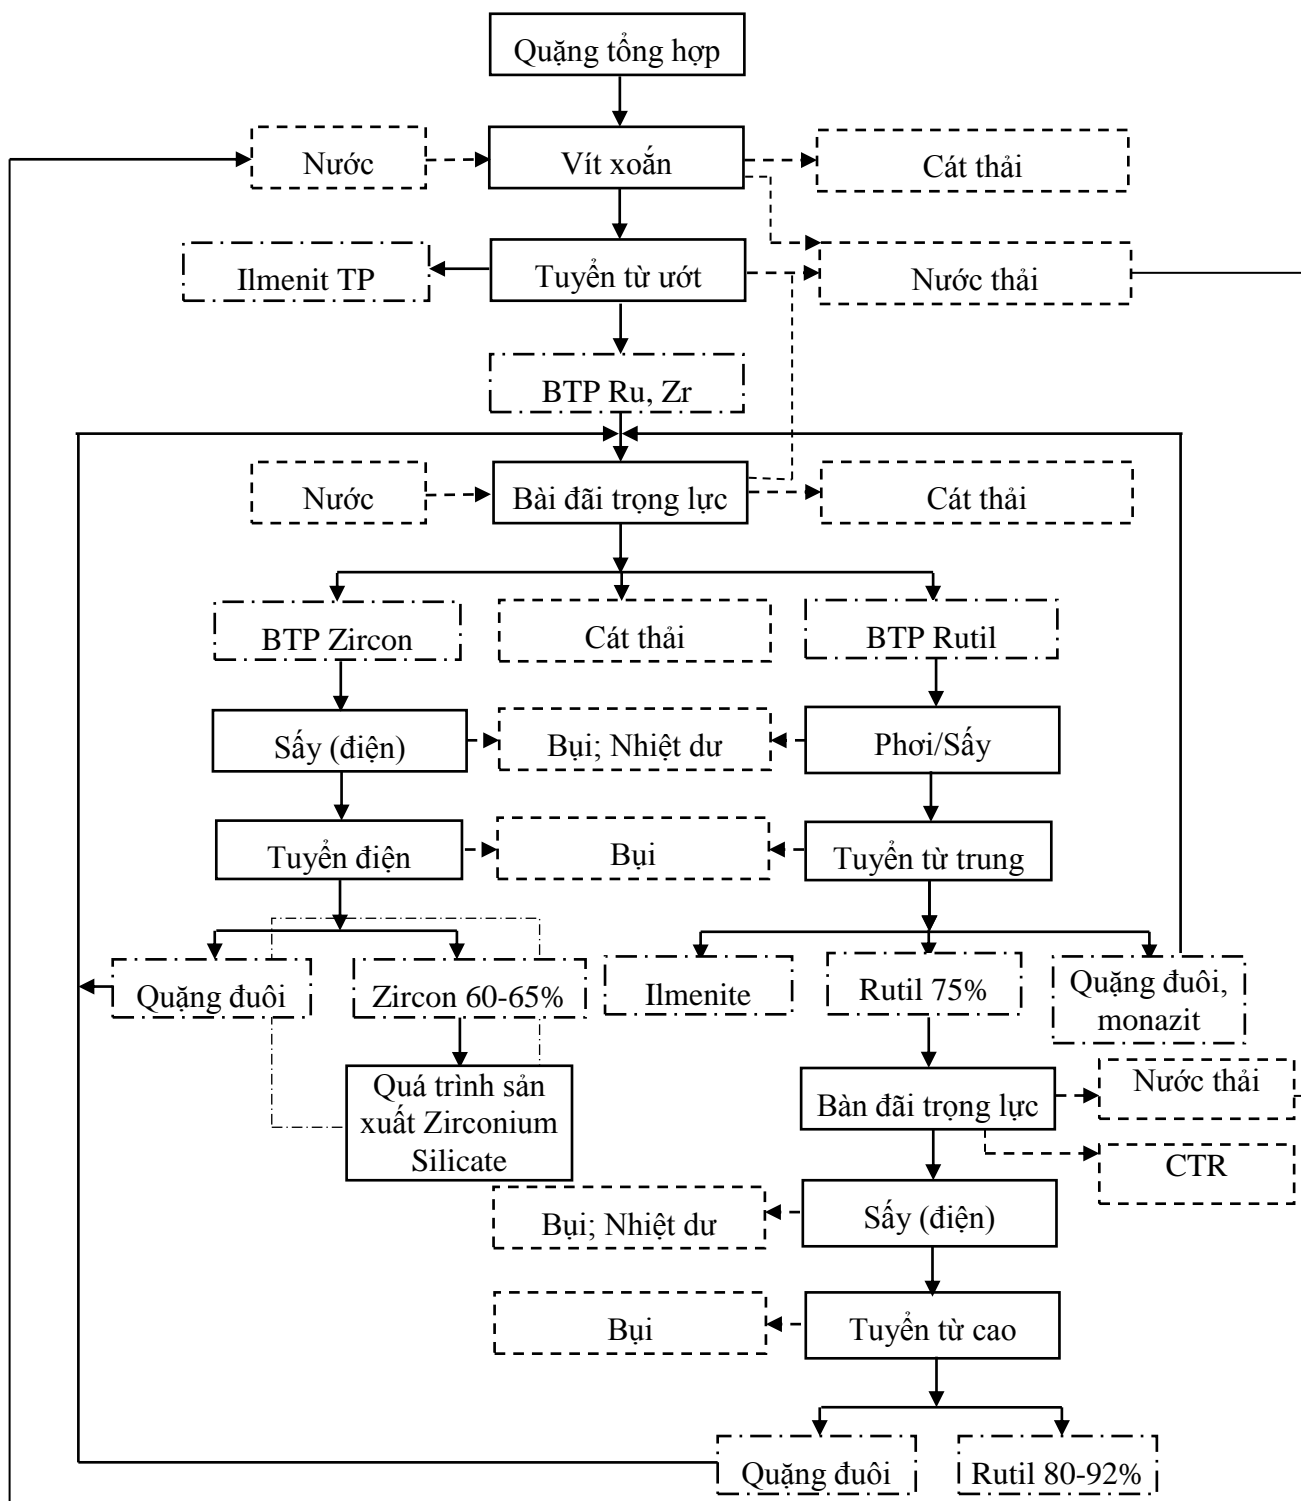 Quặng tổng hợp
Nước
Vít xoắn
Cát thải
Ilmenit TP
Tuyển từ ướt
Nước thải
BTP Ru, Zr
Nước
Bài đãi trọng lực
Cát thải
BTP Zircon
Cát thải
BTP Rutil
Sấy (điện)
Bụi; Nhiệt dư
Phơi/Sấy
Tuyển điện
Bụi
Tuyển từ trung
Quặng đuôi
Zircon 60-65%
Ilmenite
Rutil 75%
Quặng đuôi,
monazit
Quá trình sản
xuất Zirconium
Silicate
Bàn đãi trọng lực
Nước thải
CTR
Bụi; Nhiệt dư
Sấy (điện)
Bụi
Tuyển từ cao
Quặng đuôi
Rutil 80-92%